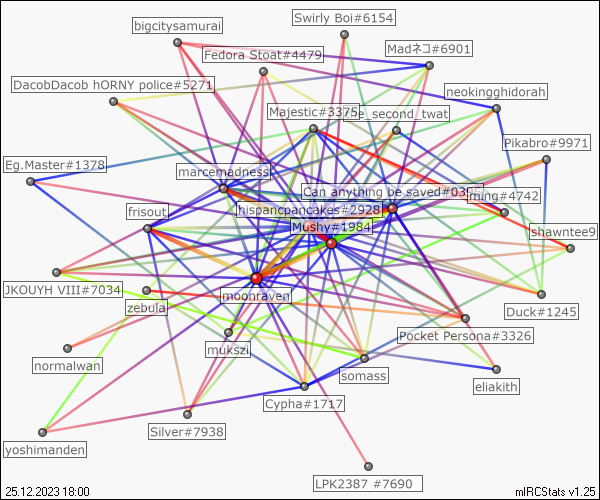 Swirly Boi#6154
bigcitysamurai
Fedora Stoat#4479
Madネコ#6901
DacobDacob hORNY police#5271
neokingghidorah
Majestic#3375
e_second_twat
Pikabro#9971
Eg.Master#1378
marcemadness
Can anything be saved#03
ming#4742
frisout
hispancpancakes#2928
Mushy#1984
shawntee9
JKOUYH VIII#7034
moonraven
zebula
Duck#1245
Pocket Persona#3326
mukszi
normalwan
somass
eliakith
Cypha#1717
Silver#7938
yoshimanden
LPK2387 #7690
25.12.2023 18:00
mIRCStats v1.25